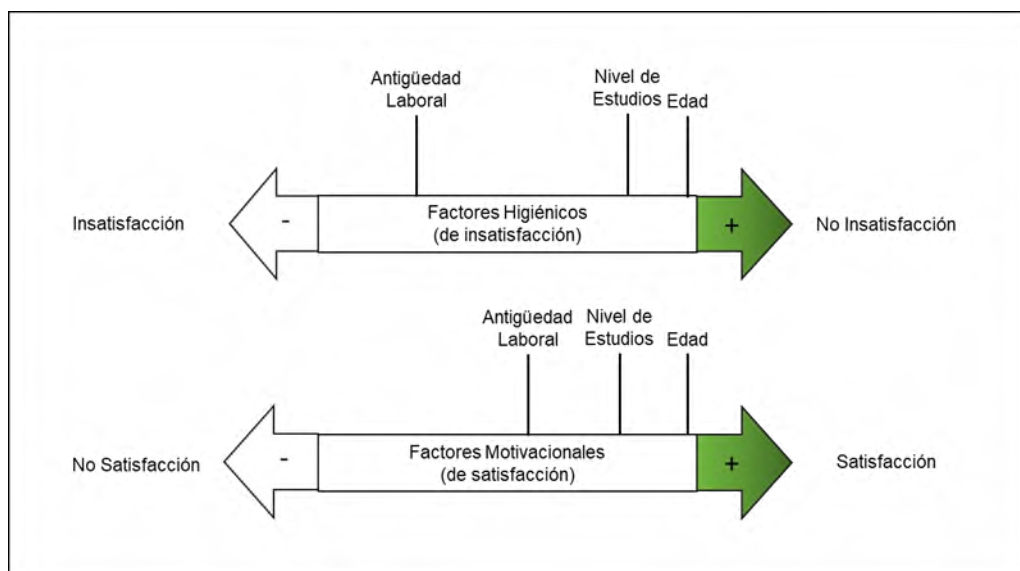 Antigüedad
Laboral
Nivel de
Estudios
Edad
Insatisfacción
-
Factores Higiénicos
(de insatisfacción)
+
No Insatisfacción
Antigüedad
Laboral
Nivel de
Estudios
Edad
No Satisfacción
-
Factores Motivacionales
(de satisfacción)
+
Satisfacción